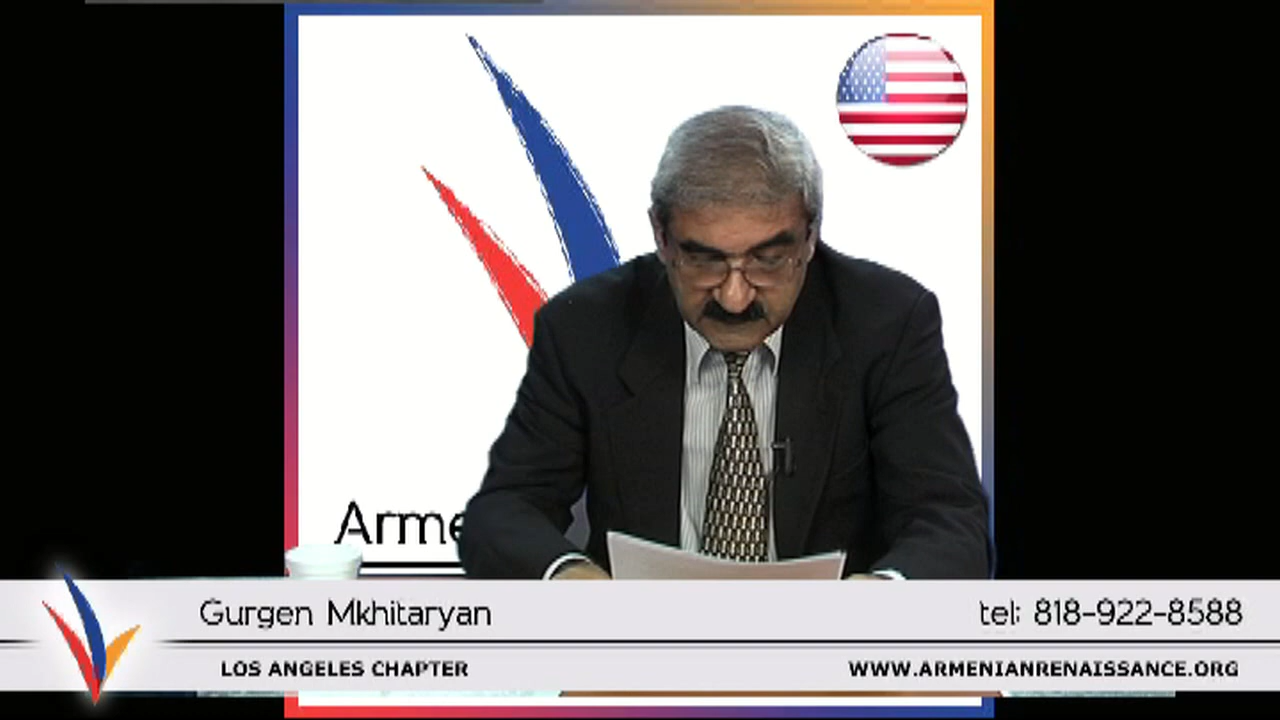 Arme
Gurgen Mkhitaryan
tel: 818-922-8588
LOS ANGELES CHAPTER
WWW.ARMENIANRENAISSANCE.ORG